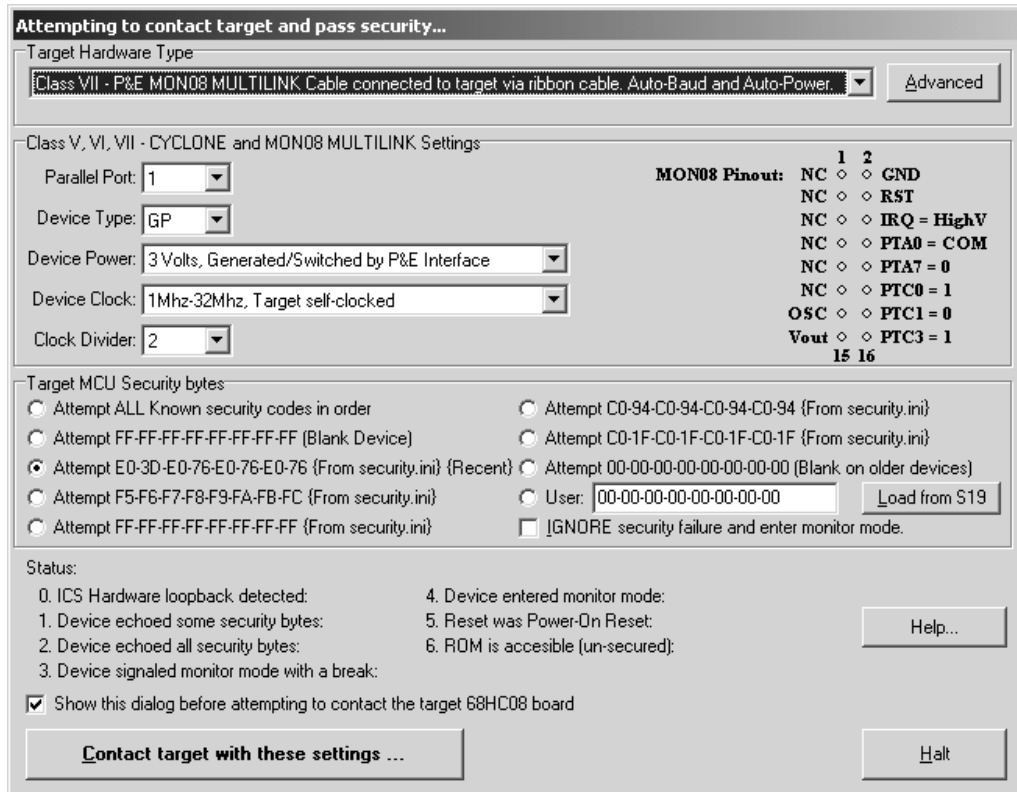 Attempting to contact target and pass security...
Target Hardware Type
Class VII - P&E MON08 MULTILINK Cable connected to target via ribbon cable. Auto-Baud and Auto-Power.
Advanced
Class V, VI, VII - CYCLONE and MON08 MULTILINK Settings
Parallel Port: 1
Device Type: GP
Device Power: 3 Volts, Generated/Switched by P&E Interface
Device Clock: 1Mhz-32Mhz, Target self-clocked
Clock Divider: 2
1 2
MON08 Pinout: NC GND
NC RST
NC IRQ = HighV
NC PTA0 = COM
NC PTA7 = 0
NC PTC0 = 1
OSC PTC1 = 0
Vout PTC3 = 1
15 16
Target MCU Security bytes
Attempt ALL Known security codes in order
Attempt FF-FF-FF-FF-FF-FF-FF-FF (Blank Device)
Attempt E0-3D-E0-76-E0-76-E0-76 {From security.ini} {Recent}
Attempt F5-F6-F7-F8-F9-FA-FB-FC {From security.ini}
Attempt FF-FF-FF-FF-FF-FF-FF-FF {From security.ini}
Attempt C0-94-C0-94-C0-94-C0-94 {From security.ini}
Attempt C0-1F-C0-1F-C0-1F-C0-1F {From security.ini}
Attempt 00-00-00-00-00-00-00-00 (Blank on older devices)
User: 00-00-00-00-00-00-00-00 Load from S19
IGNORE security failure and enter monitor mode.
Status:
0. ICS Hardware loopback detected:
1. Device echoed some security bytes:
2. Device echoed all security bytes:
3. Device signaled monitor mode with a break:
4. Device entered monitor mode:
5. Reset was Power-On Reset:
6. ROM is accesible (un-secured):
Help...
Show this dialog before attempting to contact the target 68HC08 board
Contact target with these settings ...
Halt